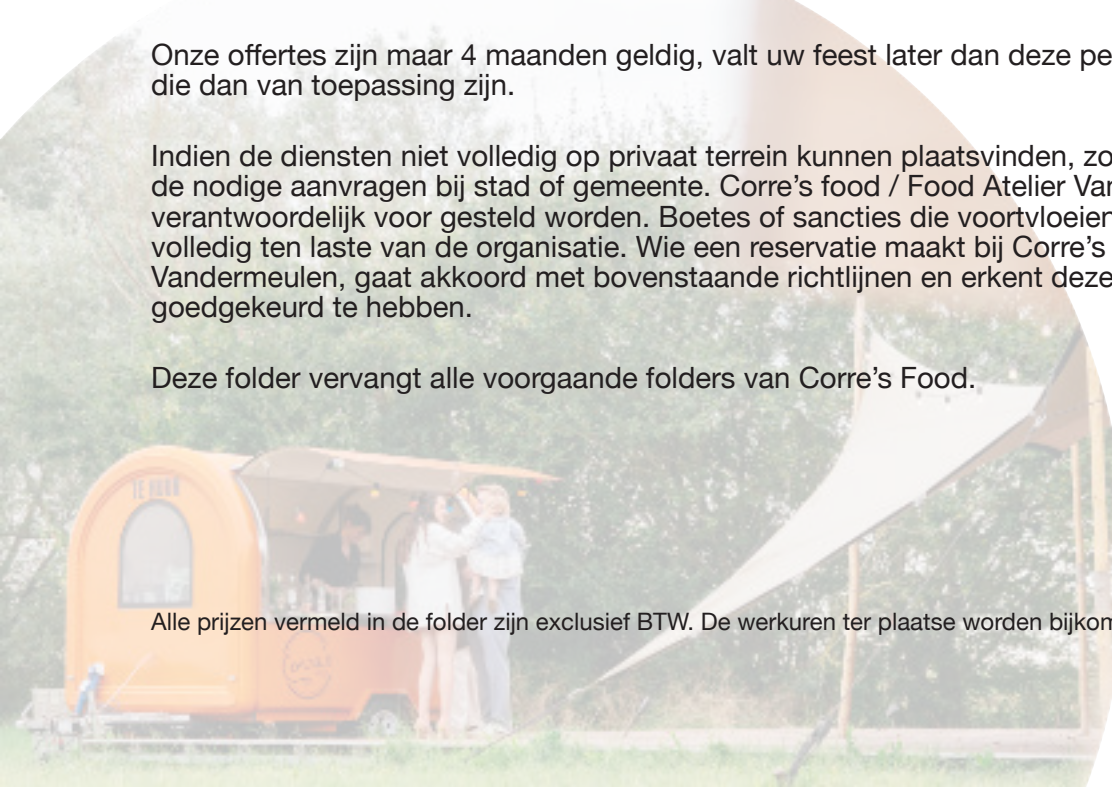 Onze offertes zijn maar 4 maanden geldig, valt uw feest later dan deze
die dan van toepassing zijn.
Indien de diensten niet volledig op privaat terrein kunnen plaatsvinden,
de nodige aanvragen bij stad of gemeente. Corre’s food / Food Atelier
verantwoordelijk voor gesteld worden. Boetes of sancties die voortvloeien
volledig ten laste van de organisatie. Wie een reservatie maakt bij Corre’s
Vandermeulen, gaat akkoord met bovenstaande richtlijnen en erkent deze
goedgekeurd te hebben.
Deze folder vervangt alle voorgaande folders van Corre’s Food.
TE HUUR
Alle prijzen vermeld in de folder zijn exclusief BTW. De werkuren ter plaatse worden